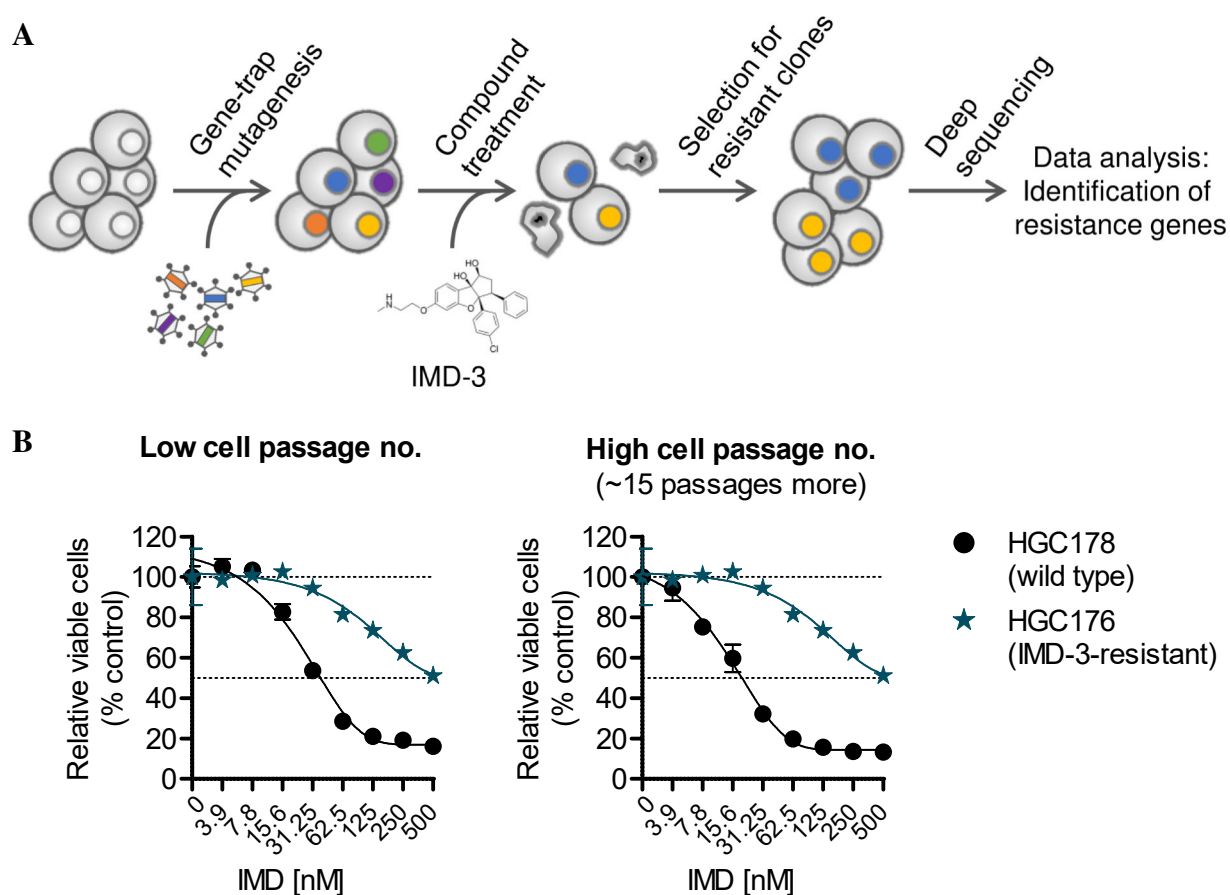 A
Gene-trap
mutagenesis
Compound
treatment
Selection for
resistant clones
Deep
sequencing
Data analysis:
Identification of
resistance genes
HO
HO
H
N
O
O
Cl
IMD-3
B
Low cell passage no.
High cell passage no.
(~15 passages more)
Relative viable cells
(% control)
120
100
80
60
40
20
0
0
3.9
7.8
15.6
31.25
62.5
125
250
500
IMD [nM]
Relative viable cells
(% control)
120
100
80
60
40
20
0
0
3.9
7.8
15.6
31.25
62.5
125
250
500
IMD [nM]
HGC178
(wild type)
HGC176
(IMD-3-resistant)